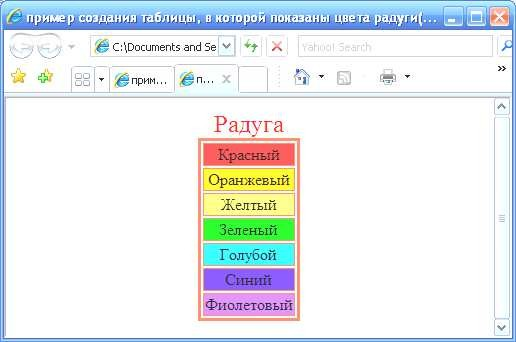 пример создания таблицы, в которой показаны цвета радуги(...
C:\Documents and Se
Yahoo! Search
прим...
п...
Радуга
Красный
Оранжевый
Желтый
Зеленый
Голубой
Синий
Фиолетовый